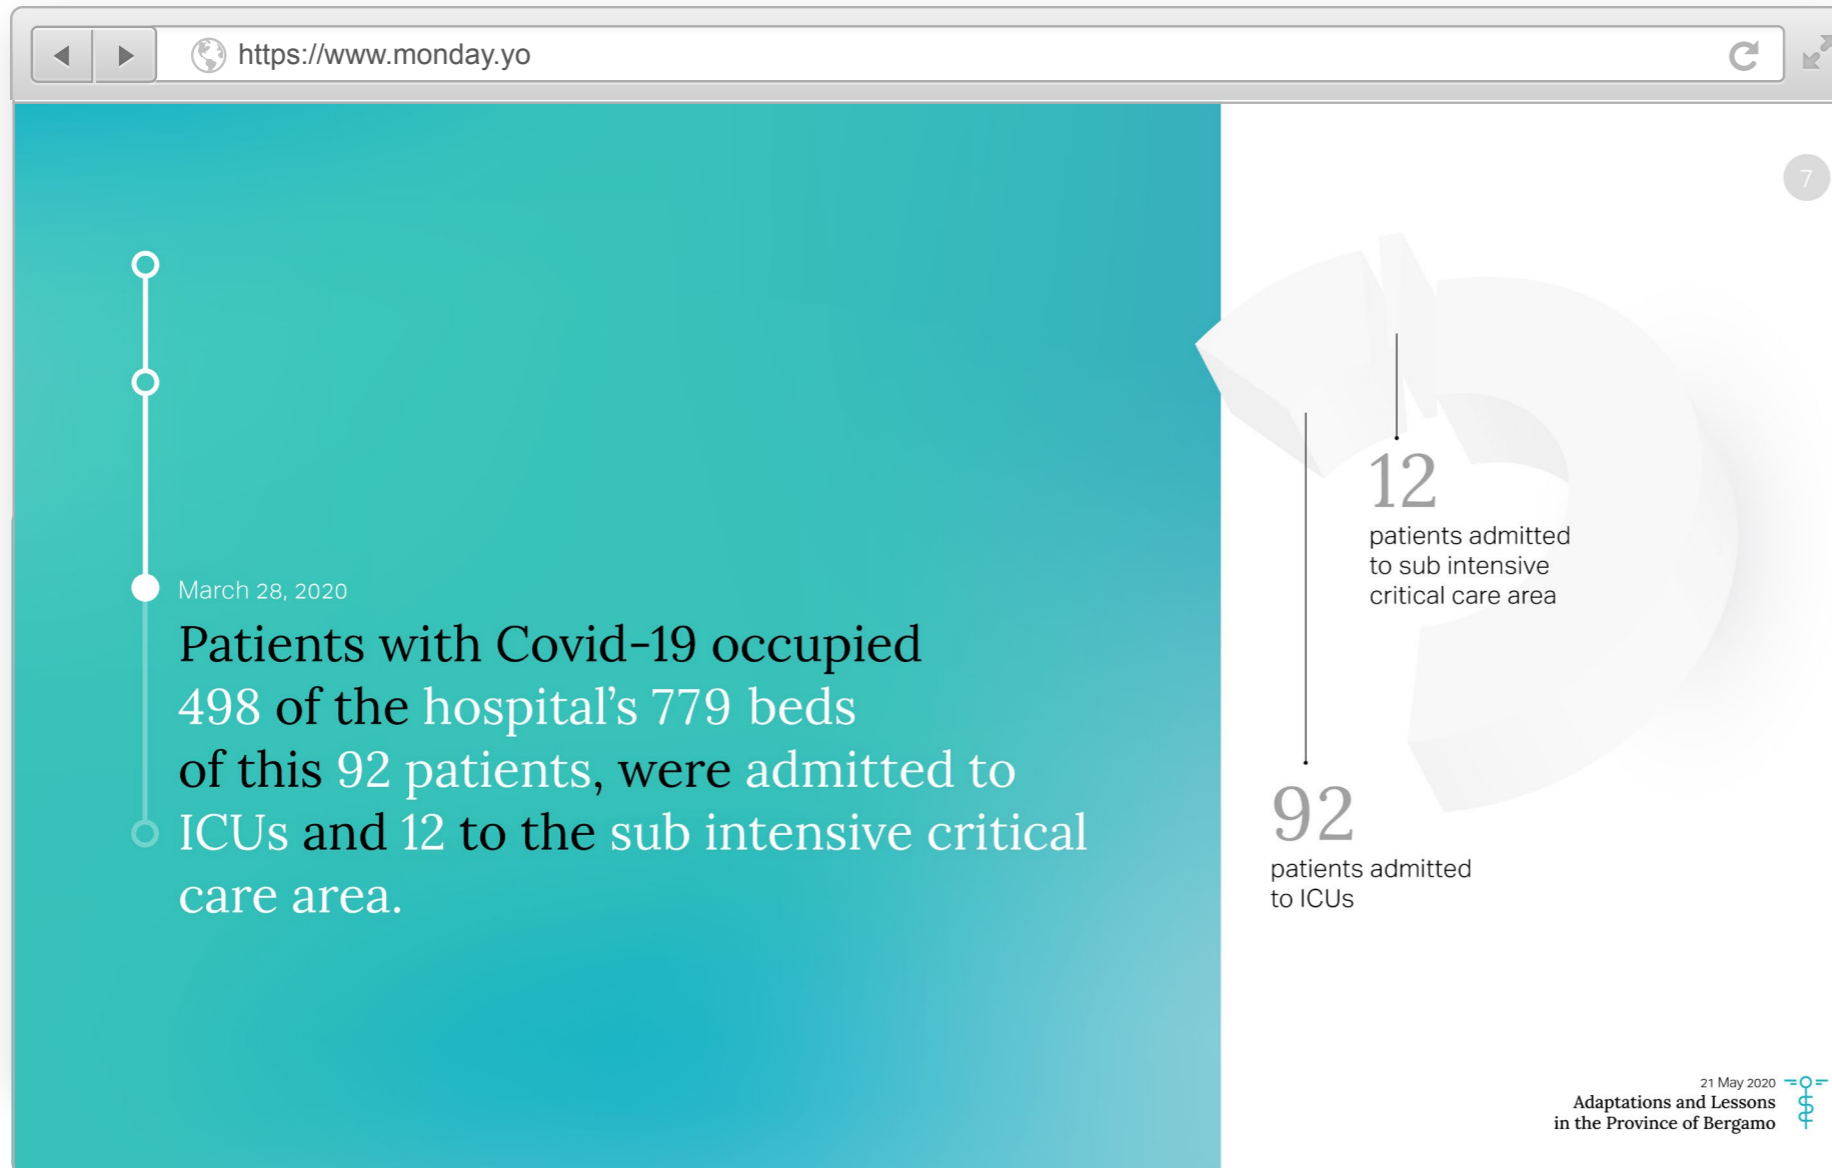 https://www.monday.yo
7
March 28, 2020
Patients with Covid-19 occupied
498 of the hospital's 779 beds
of this 92 patients, were admitted to
ICUs and 12 to the sub intensive critical
care area.
12
patients admitted
to sub intensive
critical care area
92
patients admitted
to ICUs
21 May 2020
Adaptations and Lessons
in the Province of Bergamo